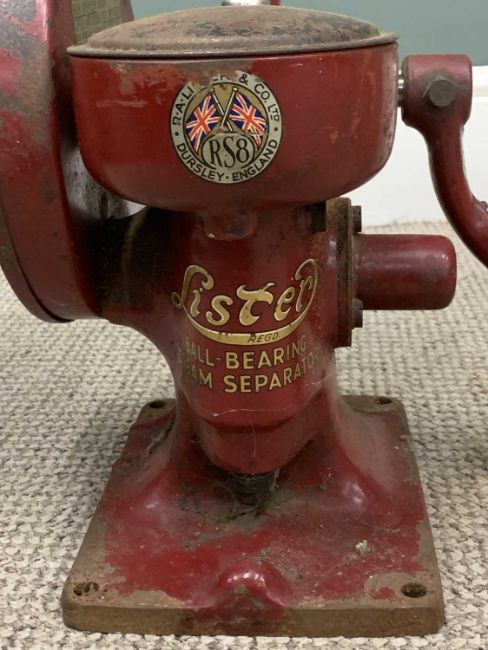 R·A·LISTER & CO. LTD.
RS8
DURSLEY · ENGLAND
Lister
REGD
BALL-BEARING
CREAM SEPARATOR